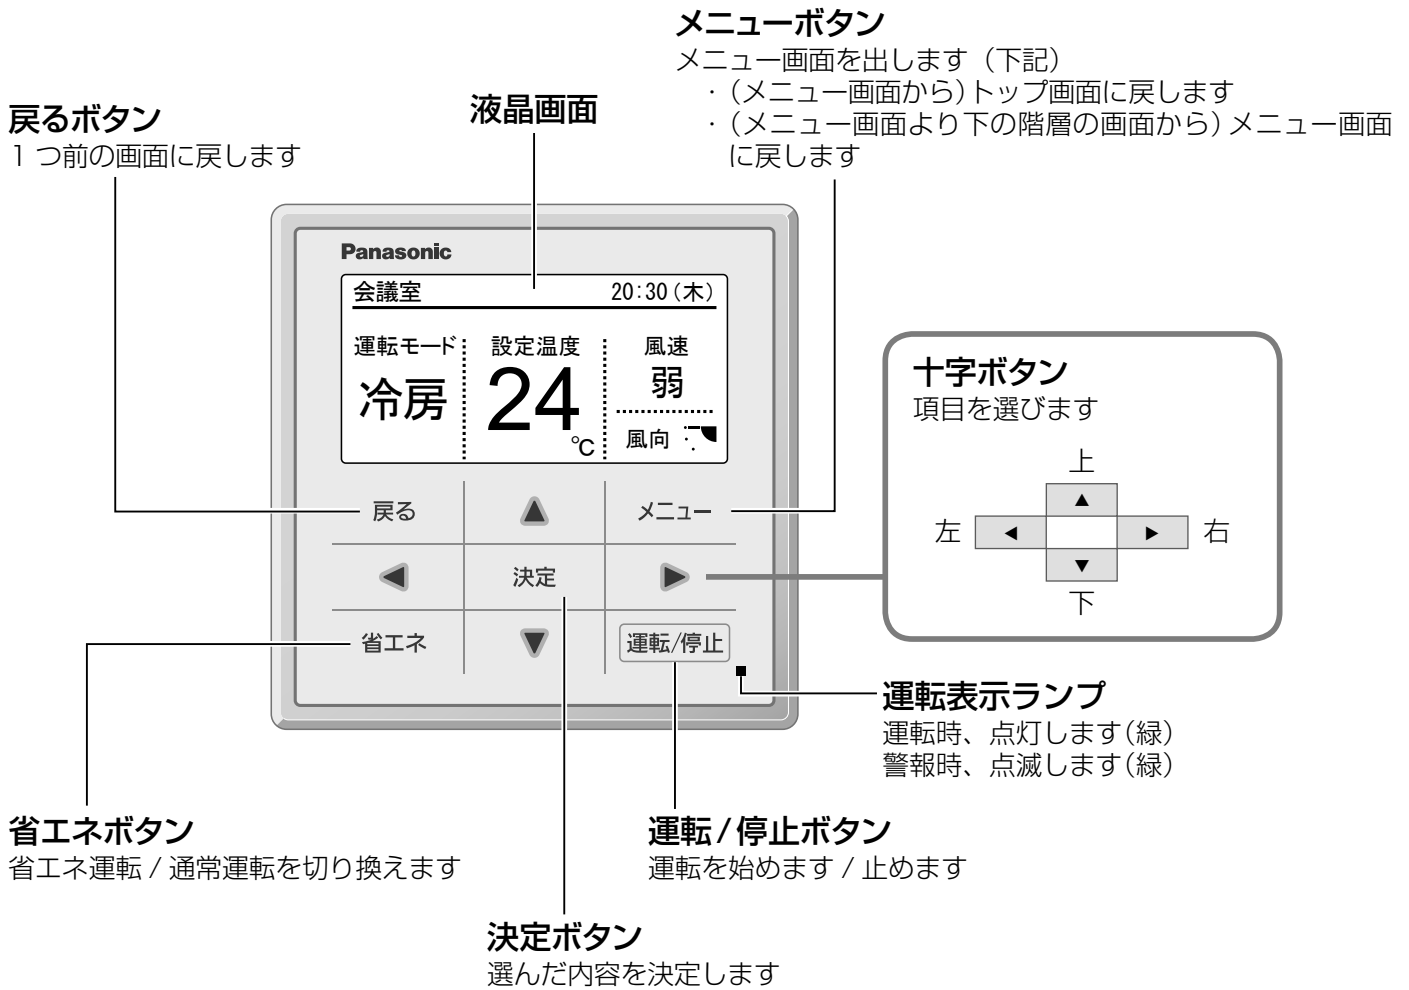 メニューボタン
メニュー画面を出します（下記）
・（メニュー画面から）トップ画面に戻します
・（メニュー画面より下の階層の画面から）メニュー画面
に戻します
戻るボタン
1 つ前の画面に戻します
液晶画面
Panasonic
会議室 20:30(木)
運転モード 設定温度 風速
冷房 24℃ 弱
風向
戻る ▲ メニュー
◀ 決定 ▶
省エネ ▼ 運転/停止
十字ボタン
項目を選びます
上
▲
左 ◀ ▶ 右
▼
下
運転表示ランプ
運転時、点灯します（緑）
警報時、点滅します（緑）
省エネボタン
省エネ運転 / 通常運転を切り換えます
運転/停止ボタン
運転を始めます / 止めます
決定ボタン
選んだ内容を決定します